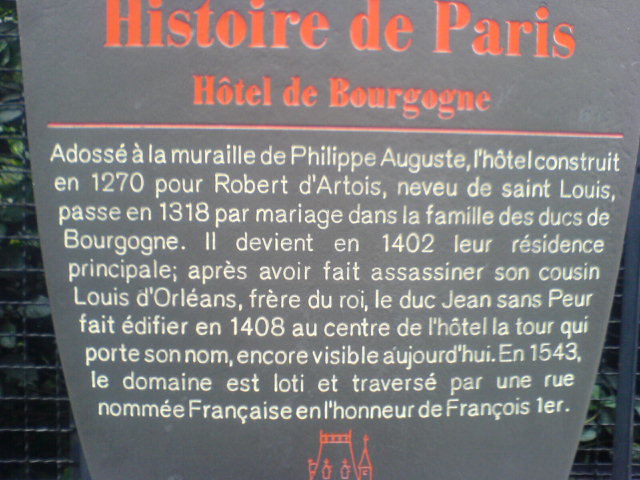 Histoire de Paris
Hôtel de Bourgogne
Adossé à la muraille de Philippe Auguste, l'hôtel construit
en 1270 pour Robert d'Artois, neveu de saint Louis,
passe en 1318 par mariage dans la famille des ducs de
Bourgogne. Il devient en 1402 leur résidence
principale; après avoir fait assassiner son cousin
Louis d'Orléans, frère du roi, le duc Jean sans Peur
fait édifier en 1408 au centre de l'hôtel la tour qui
porte son nom, encore visible aujourd'hui. En 1543,
le domaine est loti et traversé par une rue
nommée Française en l'honneur de François 1er.